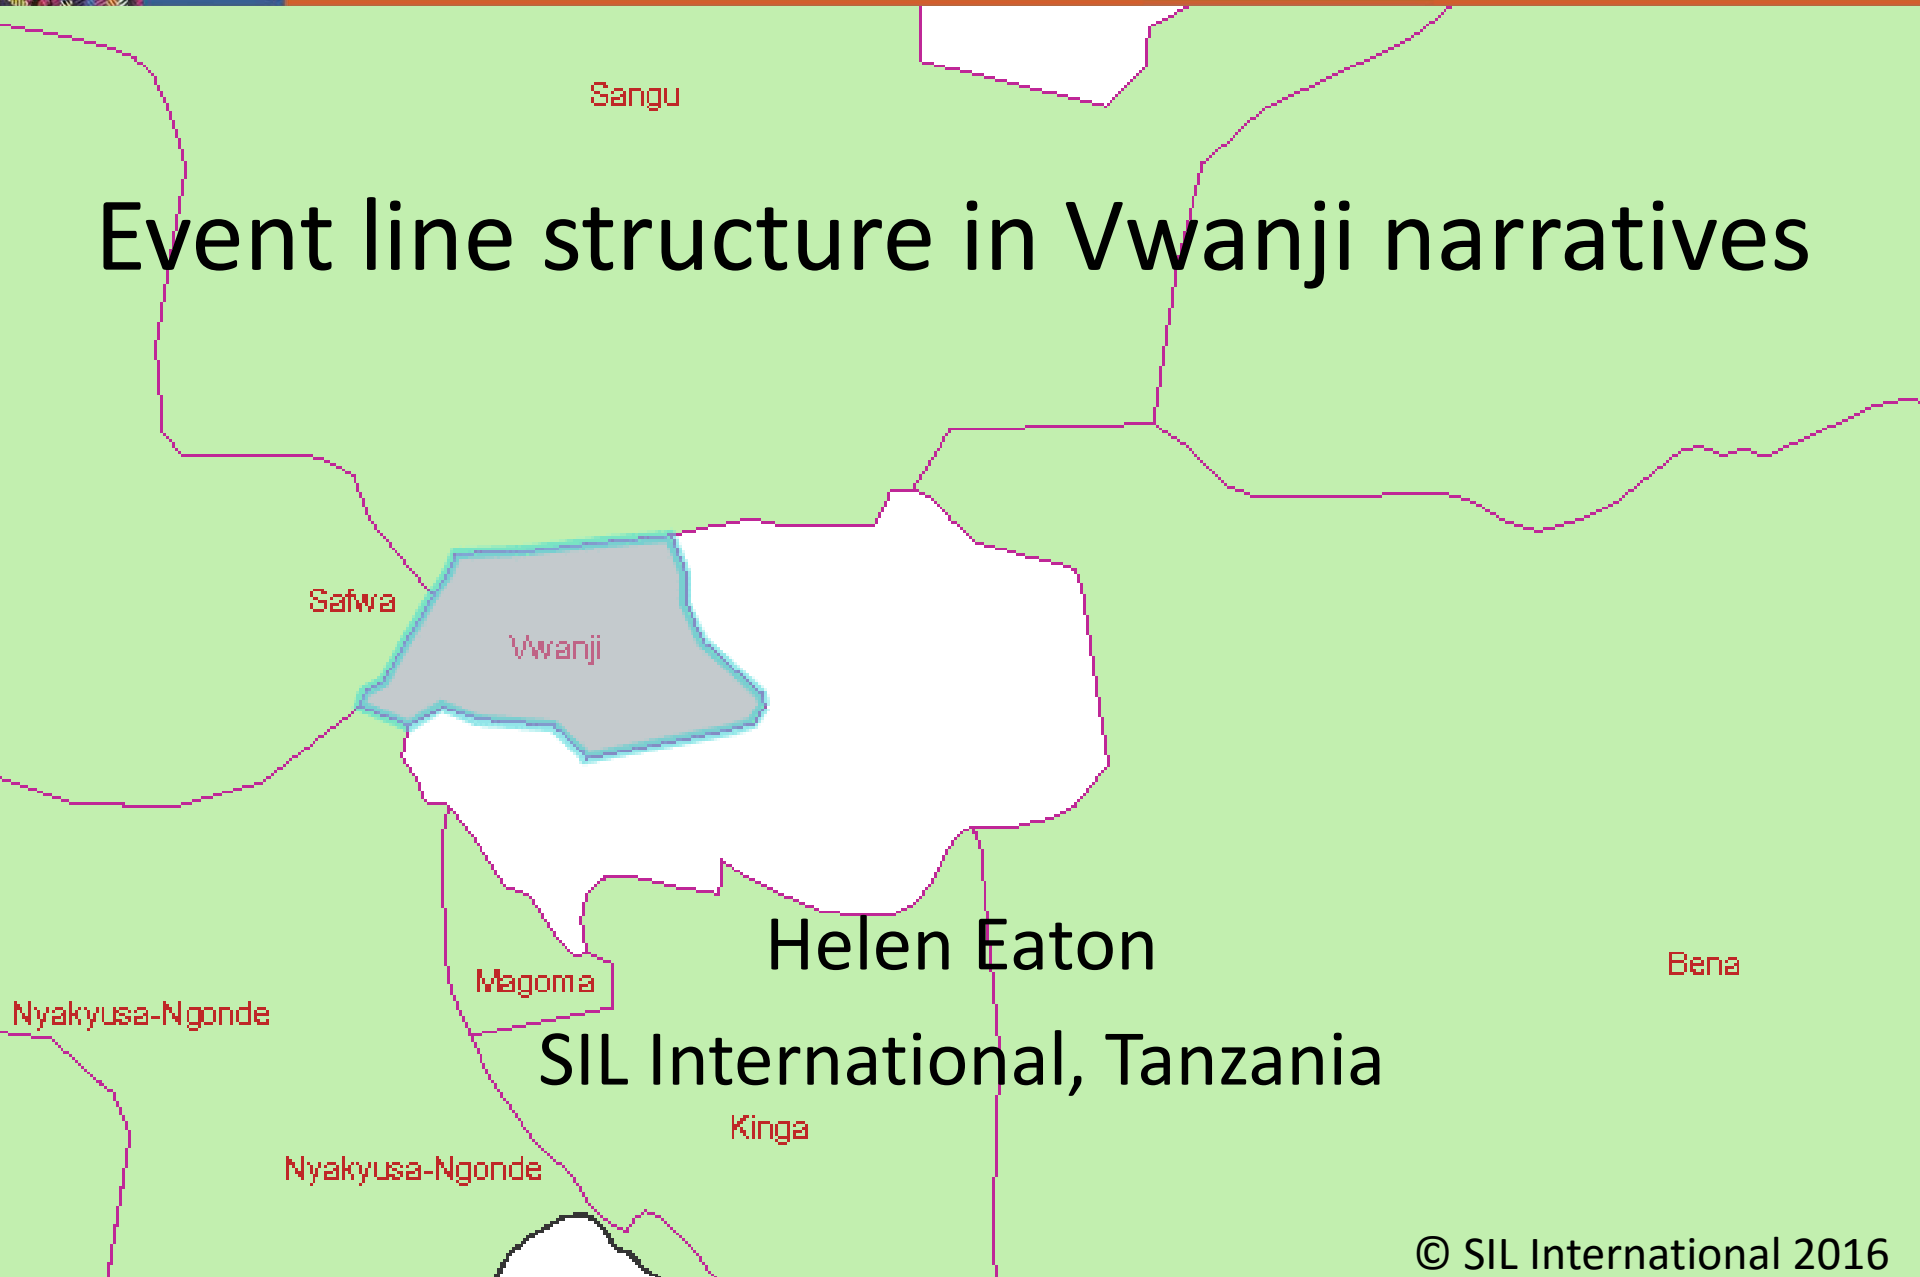 Sangu
Event line structure in Vwanji narratives
Safwa
Vwanji
Helen Eaton
Bena
Magoma
Nyakyusa-Ngonde
SIL International, Tanzania
Kinga
Nyakyusa-Ngonde
© SIL International 2016